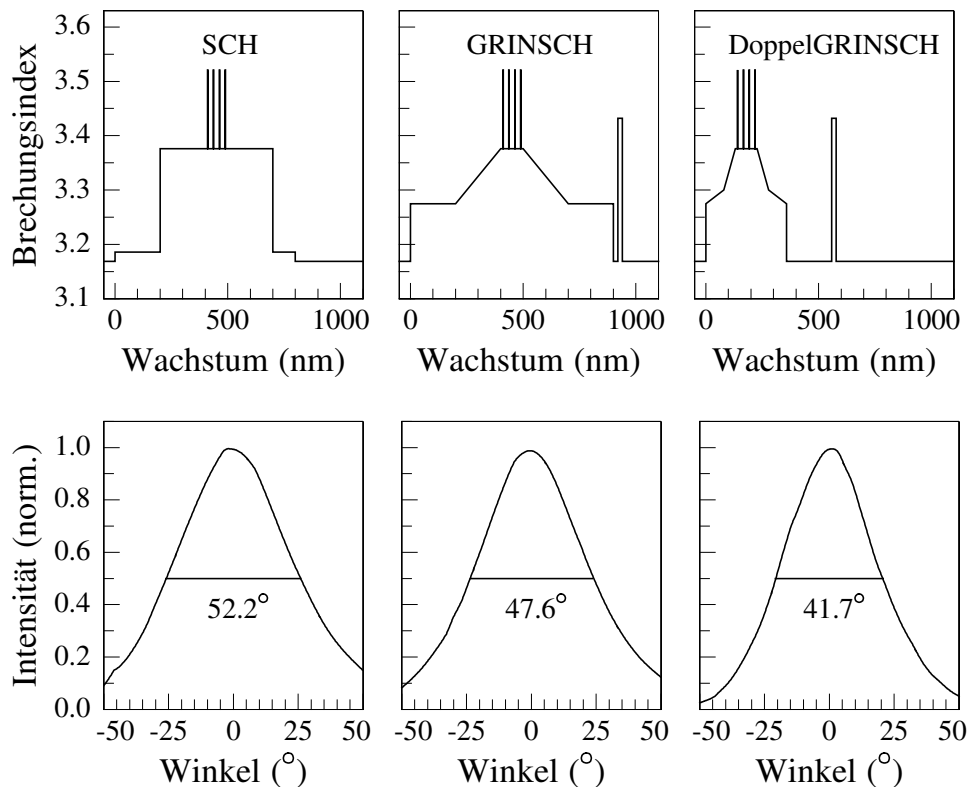 SCH
GRINSCH
DoppelGRINSCH
Brechungsindex
3.6
3.5
3.4
3.3
3.2
3.1
0 500 1000
0 500 1000
0 500 1000
Wachstum (nm)
Wachstum (nm)
Wachstum (nm)
Intensität (norm.)
1.0
0.8
0.6
0.4
0.2
0.0
52.2°
47.6°
41.7°
-50 -25 0 25 50
-50 -25 0 25 50
-50 -25 0 25 50
Winkel (°)
Winkel (°)
Winkel (°)